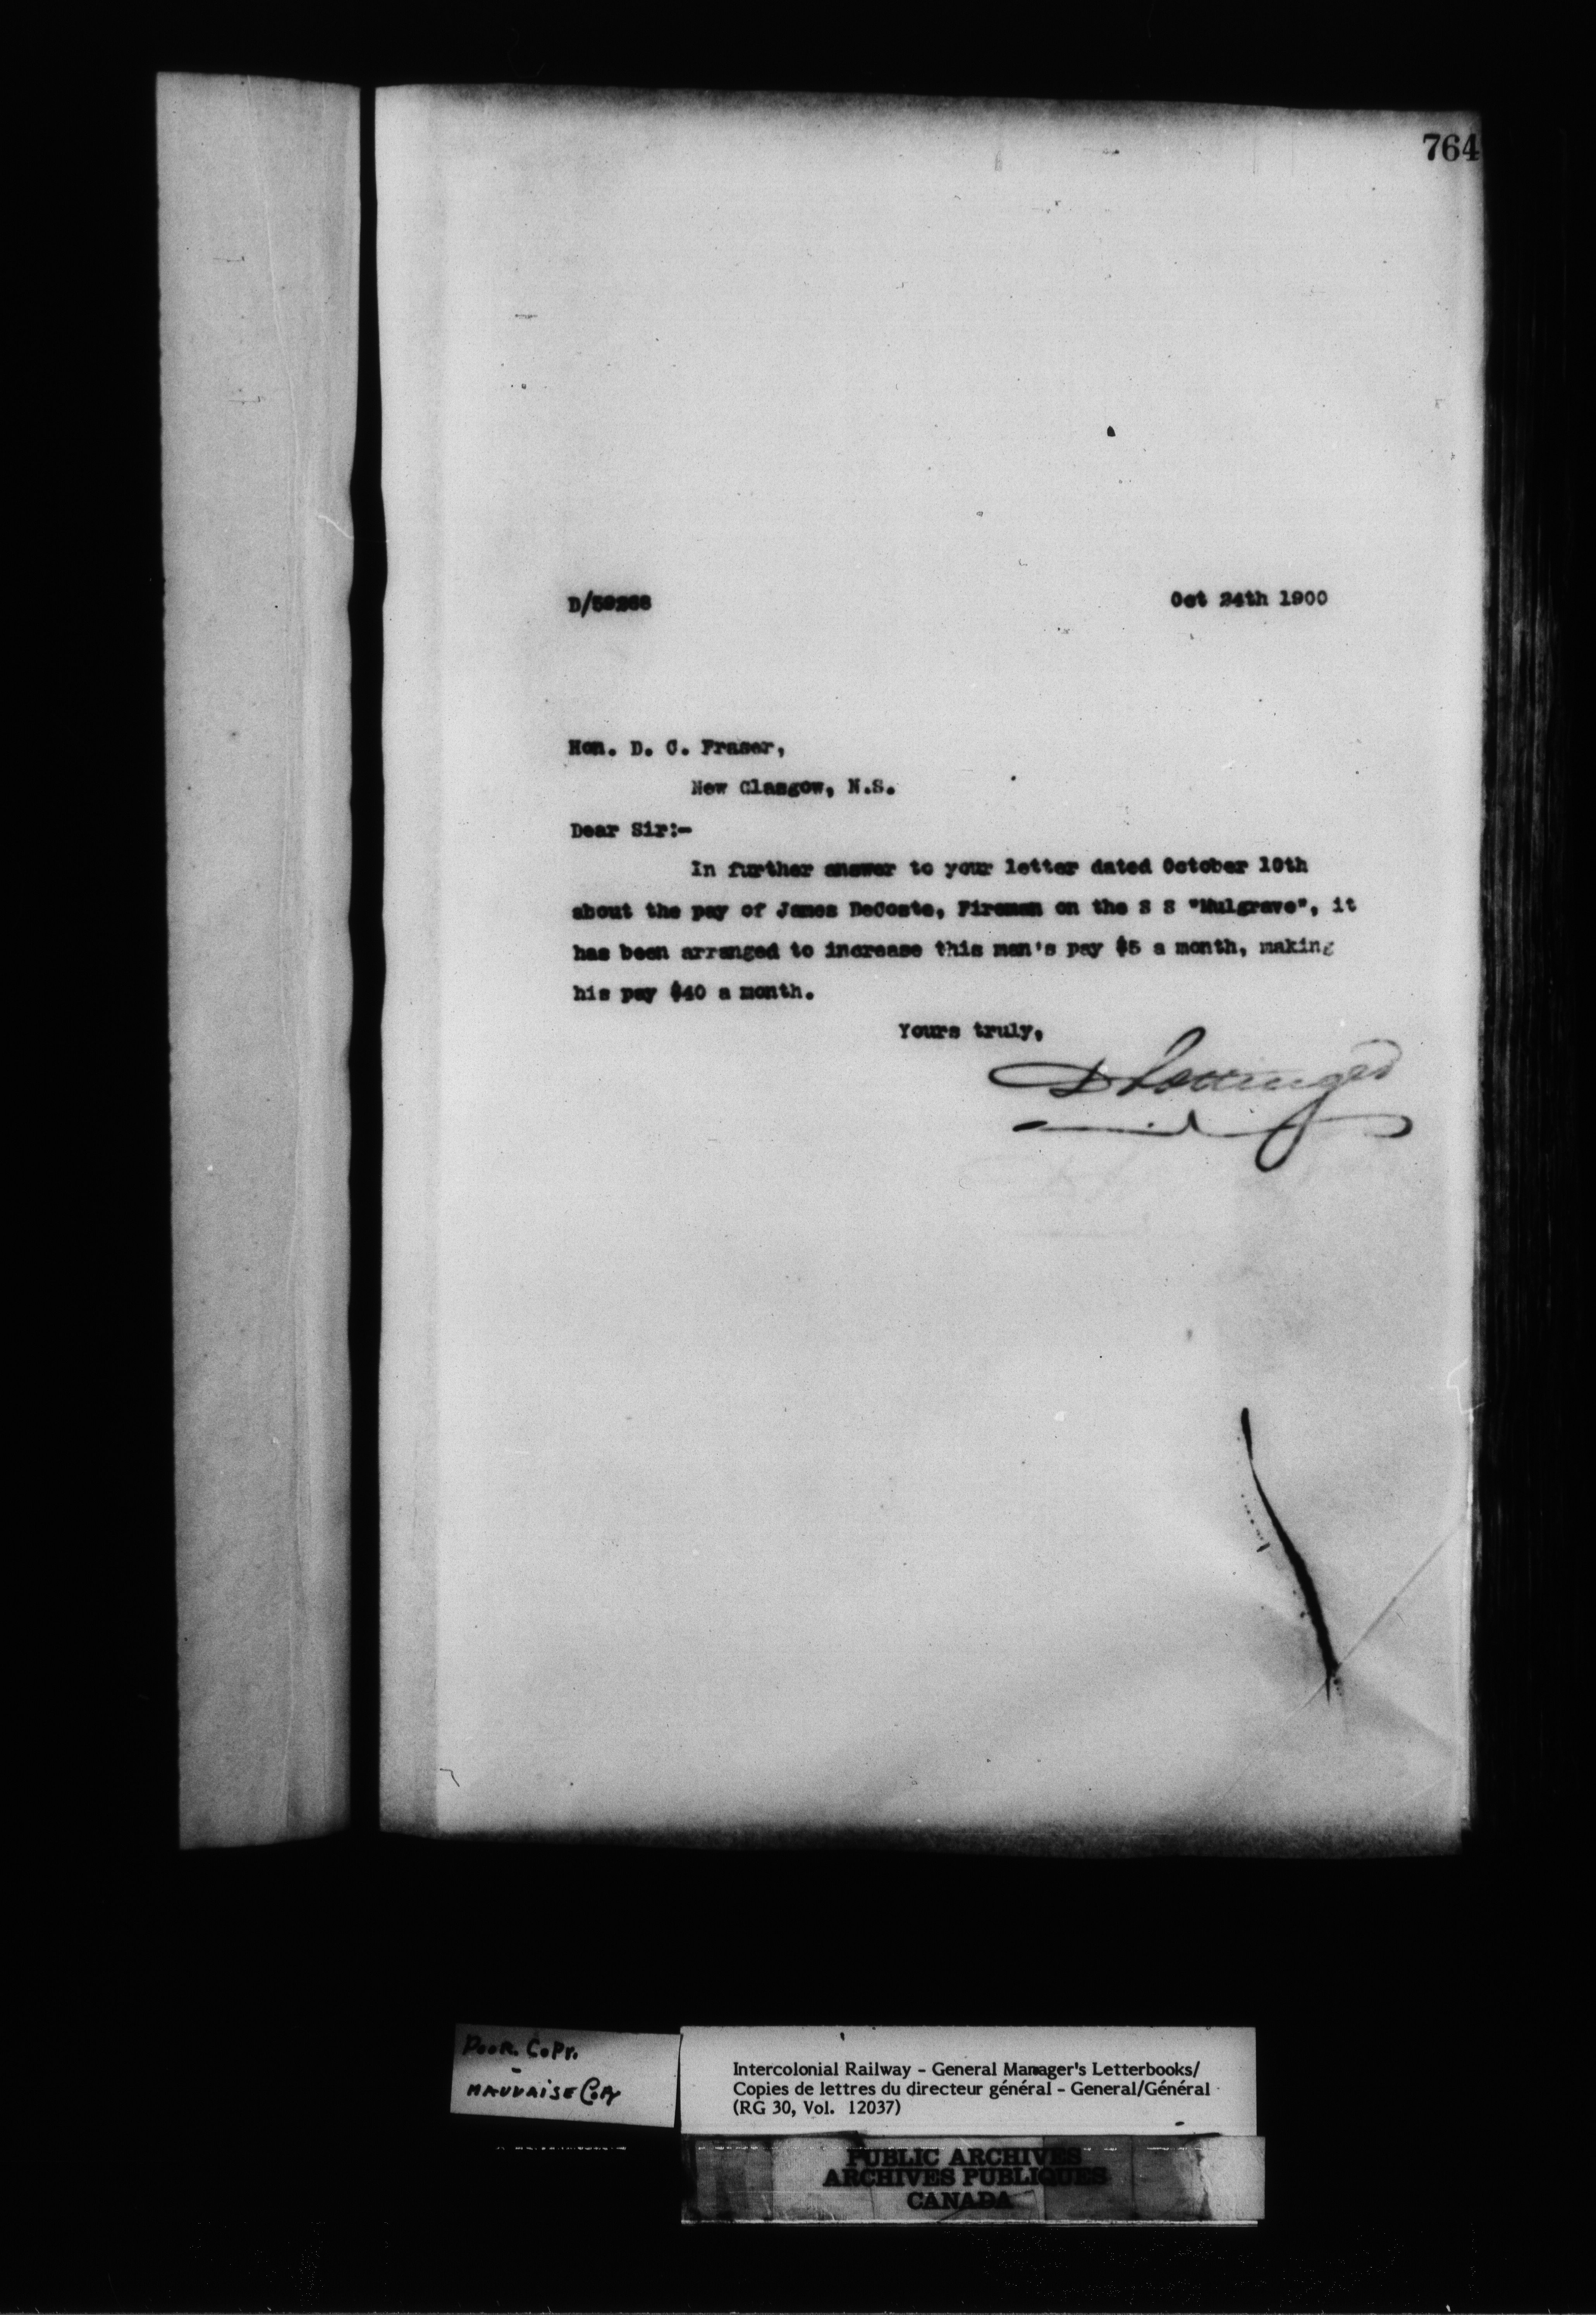 764
D/59268
Oct 24th 1900
Hon. D. C. Fraser,
New Glasgow, N.S.
Dear Sir:-
In further answer to your letter dated October 10th
about the pay of James DeCoste, Fireman on the S S "Mulgrave", it
has been arranged to increase this man's pay $5 a month, making
his pay $40 a month.
Yours truly,
D Pottinger
POOR. COPY.
-
MAUVAISE COPY
Intercolonial Railway - General Manager's Letterbooks/
Copies de lettres du directeur général - General/Général
(RG 30, Vol. 12037)
PUBLIC ARCHIVES
ARCHIVES PUBLIQUES
CANADA